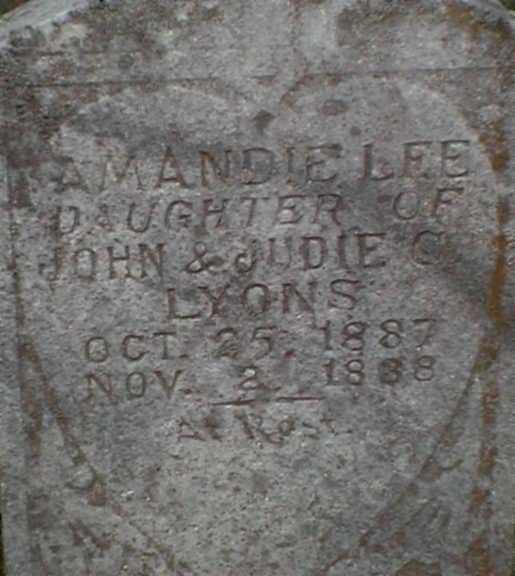 AMANDIE LEE
DAUGHTER OF
JOHN & JUDIE C.
LYONS
OCT. 25, 1887
NOV. 2, 1888
At Rest